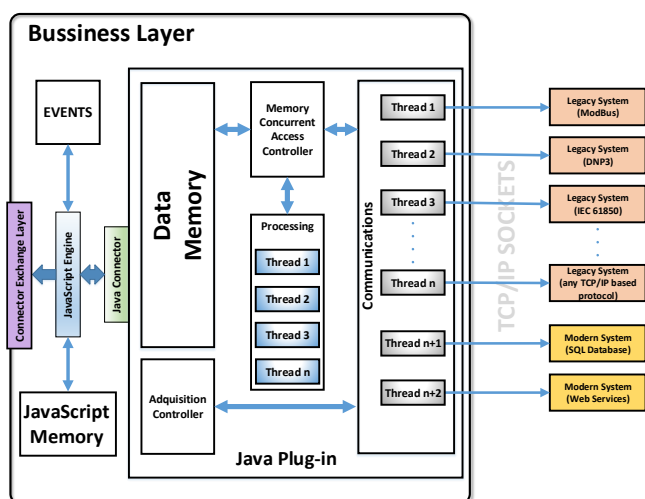 Bussiness Layer
EVENTS
Connector Exchange Layer
JavaScript Engine
Java Connector
JavaScript
Memory
Data
Memory
Memory
Concurrent
Access
Controller
Processing
Thread 1
Thread 2
Thread 3
Thread n
Adquisition
Controller
Java Plug-in
Communications
Thread 1
Thread 2
Thread 3
Thread n
Thread n+1
Thread n+2
TCP/IP SOCKETS
Legacy System
(ModBus)
Legacy System
(DNP3)
Legacy System
(IEC 61850)
Legacy System
(any TCP/IP based
protocol)
Modern System
(SQL Database)
Modern System
(Web Services)